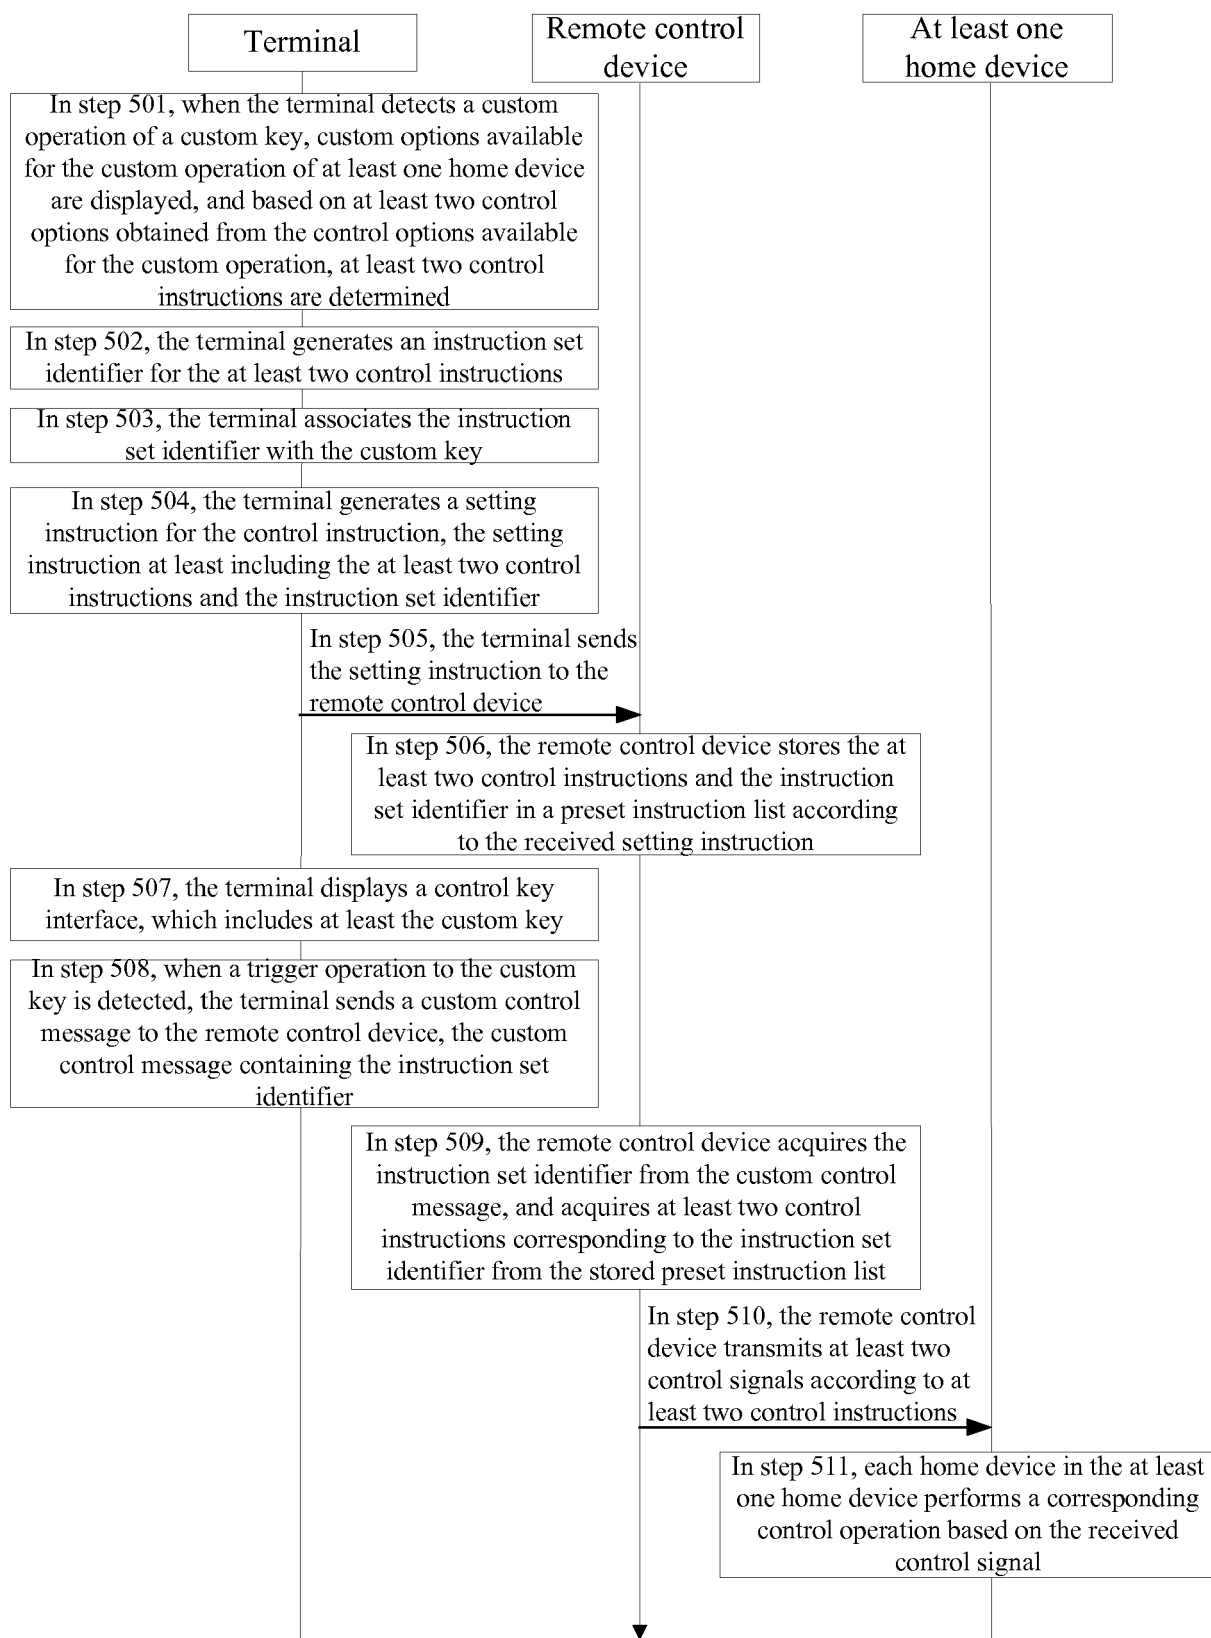 Terminal
Remote control
device
At least one
home device
In step 501, when the terminal detects a custom
operation of a custom key, custom options available
for the custom operation of at least one home device
are displayed, and based on at least two control
options obtained from the control options available
for the custom operation, at least two control
instructions are determined
In step 502, the terminal generates an instruction set
identifier for the at least two control instructions
In step 503, the terminal associates the instruction
set identifier with the custom key
In step 504, the terminal generates a setting
instruction for the control instruction, the setting
instruction at least including the at least two control
instructions and the instruction set identifier
In step 505, the terminal sends
the setting instruction to the
remote control device
In step 506, the remote control device stores the at
least two control instructions and the instruction
set identifier in a preset instruction list according
to the received setting instruction
In step 507, the terminal displays a control key
interface, which includes at least the custom key
In step 508, when a trigger operation to the custom
key is detected, the terminal sends a custom control
message to the remote control device, the custom
control message containing the instruction set
identifier
In step 509, the remote control device acquires the
instruction set identifier from the custom control
message, and acquires at least two control
instructions corresponding to the instruction set
identifier from the stored preset instruction list
In step 510, the remote control
device transmits at least two
control signals according to at
least two control instructions
In step 511, each home device in the at least
one home device performs a corresponding
control operation based on the received
control signal